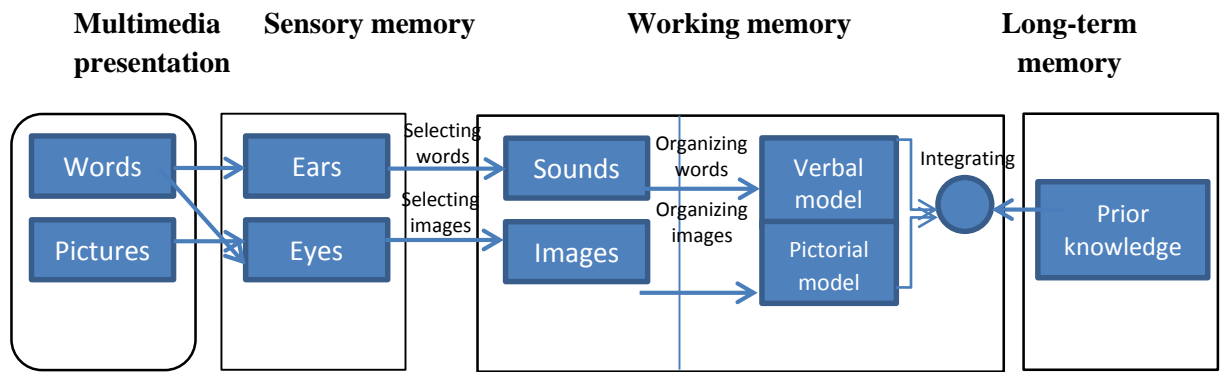 Multimedia
presentation
Sensory memory
Working memory
Long-term
memory
Words
Pictures
Ears
Eyes
Selecting
words
Selecting
images
Sounds
Images
Organizing
words
Organizing
images
Verbal
model
Pictorial
model
Integrating
Prior
knowledge